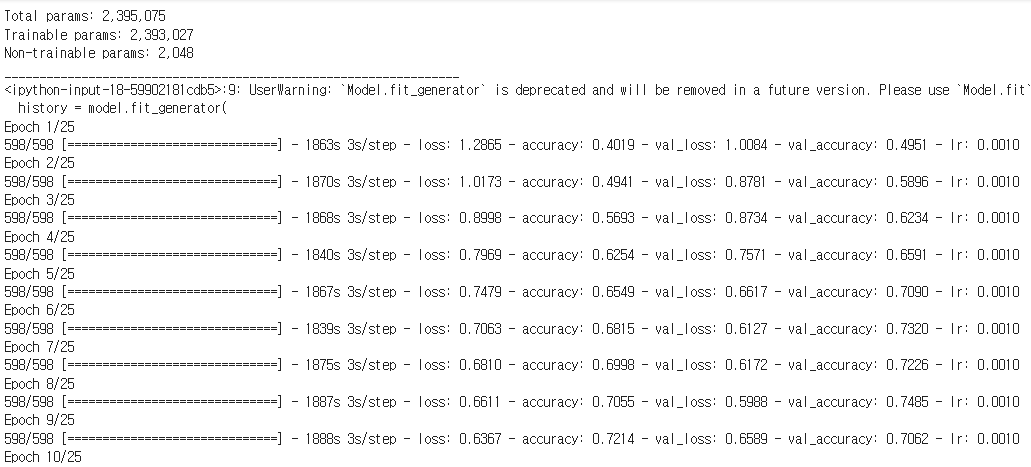 Total params: 2,395,075
Trainable params: 2,393,027
Non-trainable params: 2,048
_________________________________________________________________
<ipython-input-18-59902181cdb5>:9: UserWarning: `Model.fit_generator` is deprecated and will be removed in a future version. Please use `Model.fit`
  history = model.fit_generator(
Epoch 1/25
598/598 [==============================] - 1863s 3s/step - loss: 1.2865 - accuracy: 0.4019 - val_loss: 1.0084 - val_accuracy: 0.4951 - lr: 0.0010
Epoch 2/25
598/598 [==============================] - 1870s 3s/step - loss: 1.0173 - accuracy: 0.4941 - val_loss: 0.8781 - val_accuracy: 0.5896 - lr: 0.0010
Epoch 3/25
598/598 [==============================] - 1868s 3s/step - loss: 0.8998 - accuracy: 0.5693 - val_loss: 0.8734 - val_accuracy: 0.6234 - lr: 0.0010
Epoch 4/25
598/598 [==============================] - 1840s 3s/step - loss: 0.7969 - accuracy: 0.6254 - val_loss: 0.7571 - val_accuracy: 0.6591 - lr: 0.0010
Epoch 5/25
598/598 [==============================] - 1867s 3s/step - loss: 0.7479 - accuracy: 0.6549 - val_loss: 0.6617 - val_accuracy: 0.7090 - lr: 0.0010
Epoch 6/25
598/598 [==============================] - 1839s 3s/step - loss: 0.7063 - accuracy: 0.6815 - val_loss: 0.6127 - val_accuracy: 0.7320 - lr: 0.0010
Epoch 7/25
598/598 [==============================] - 1875s 3s/step - loss: 0.6810 - accuracy: 0.6998 - val_loss: 0.6172 - val_accuracy: 0.7226 - lr: 0.0010
Epoch 8/25
598/598 [==============================] - 1887s 3s/step - loss: 0.6611 - accuracy: 0.7055 - val_loss: 0.5988 - val_accuracy: 0.7485 - lr: 0.0010
Epoch 9/25
598/598 [==============================] - 1888s 3s/step - loss: 0.6367 - accuracy: 0.7214 - val_loss: 0.6589 - val_accuracy: 0.7062 - lr: 0.0010
Epoch 10/25